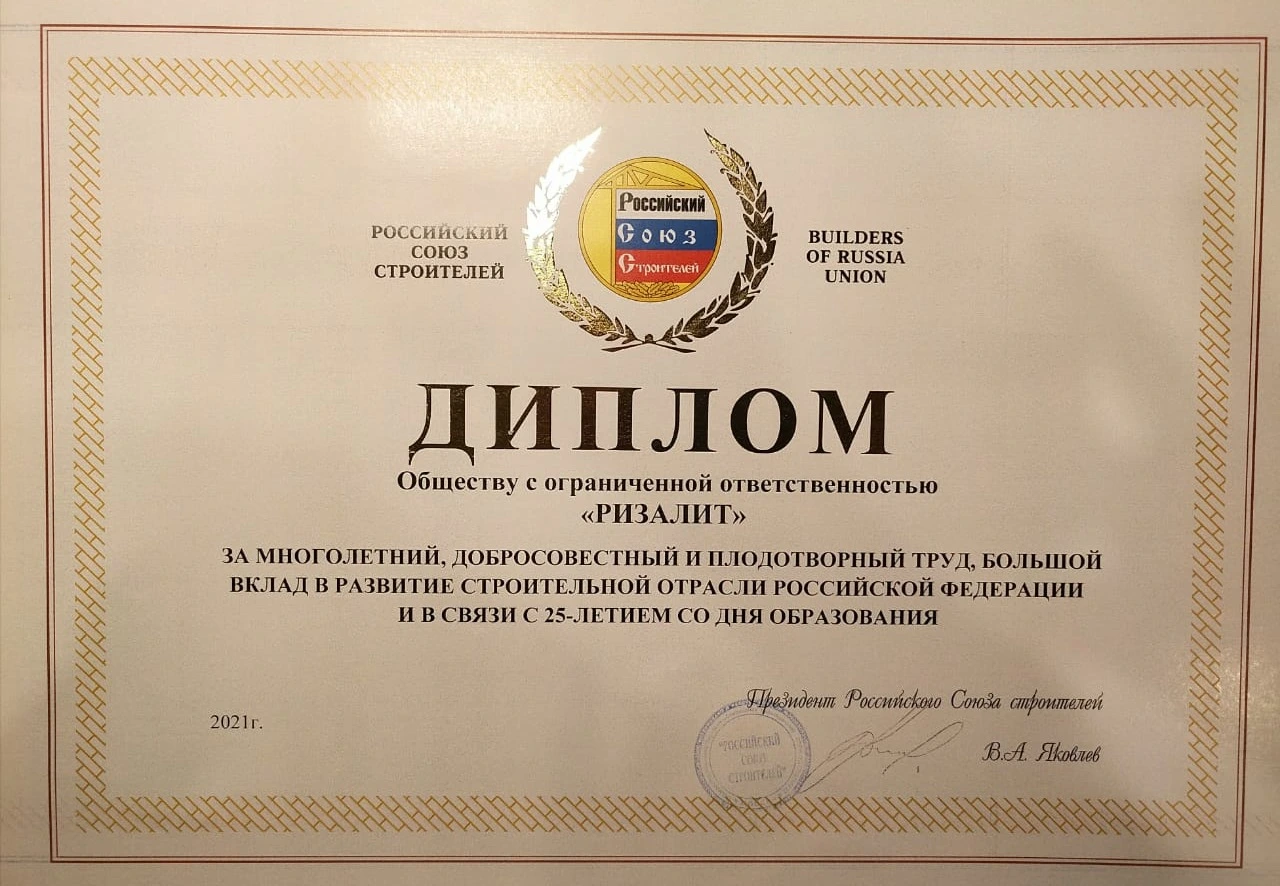 РОССИЙСКИЙ
СОЮЗ
СТРОИТЕЛЕЙ
Российский
Союз
Строителей
BUILDERS
OF RUSSIA
UNION
ДИПЛОМ
Обществу с ограниченной ответственностью
«РИЗАЛИТ»
ЗА МНОГОЛЕТНИЙ, ДОБРОСОВЕСТНЫЙ И ПЛОДОТВОРНЫЙ ТРУД, БОЛЬШОЙ
ВКЛАД В РАЗВИТИЕ СТРОИТЕЛЬНОЙ ОТРАСЛИ РОССИЙСКОЙ ФЕДЕРАЦИИ
И В СВЯЗИ С 25-ЛЕТИЕМ СО ДНЯ ОБРАЗОВАНИЯ
Президент Российского Союза строителей
2021г.
"РОССИЙСКИЙ
СОЮЗ
СТРОИТЕЛЕЙ"
В.А. Яковлев